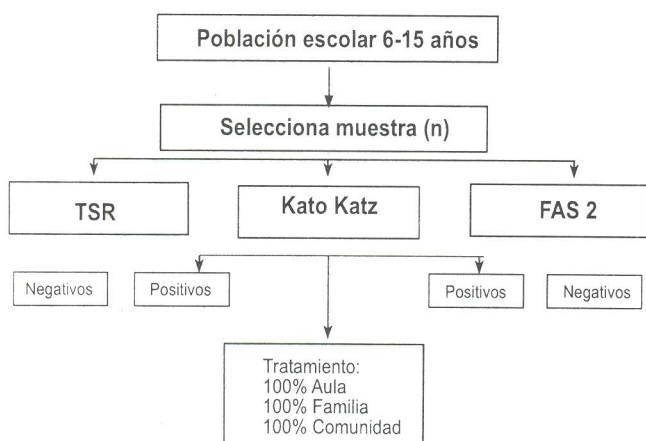 Población escolar 6-15 años
Selecciona muestra (n)
TSR
Kato Katz
FAS 2
Negativos
Positivos
Positivos
Negativos
Tratamiento:
100% Aula
100% Familia
100% Comunidad